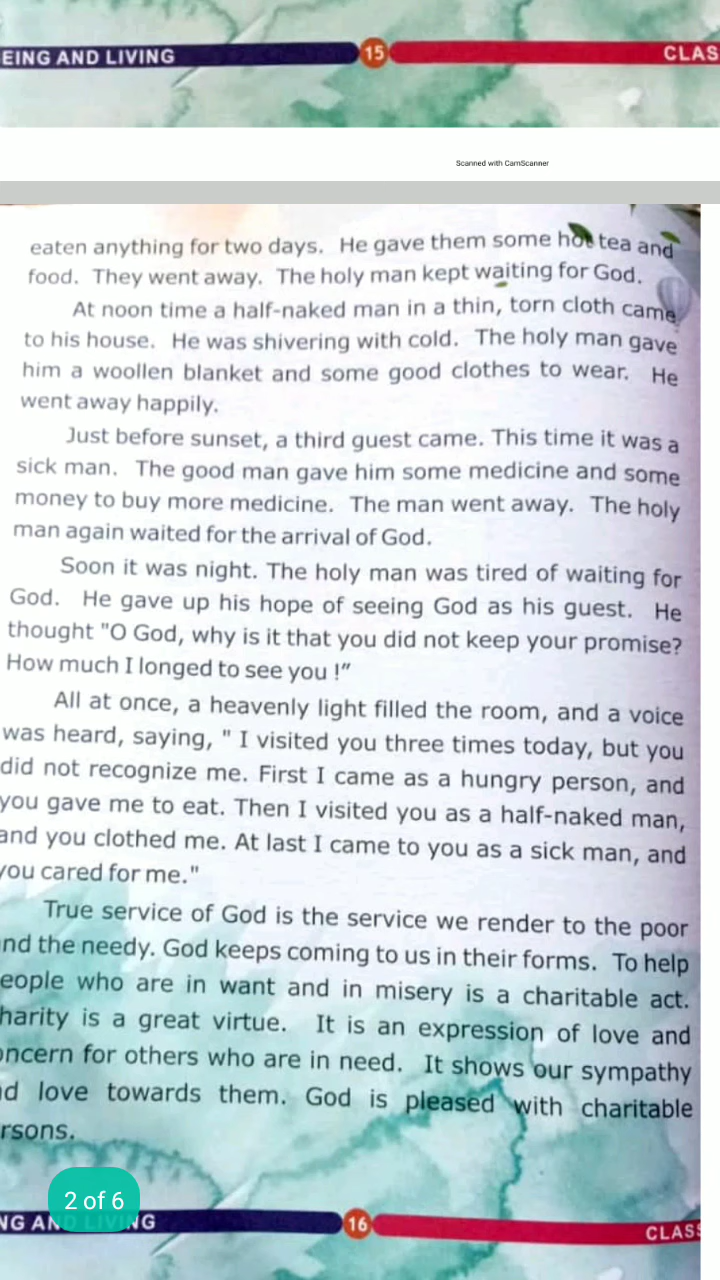 EING AND LIVING
15
CLAS
Scanned with CamScanner
eaten anything for two days. He gave them some hot tea and
food. They went away. The holy man kept waiting for God.
At noon time a half-naked man in a thin, torn cloth came
to his house. He was shivering with cold. The holy man gave
him a woollen blanket and some good clothes to wear. He
went away happily.
Just before sunset, a third guest came. This time it was a
sick man. The good man gave him some medicine and some
money to buy more medicine. The man went away. The holy
man again waited for the arrival of God.
Soon it was night. The holy man was tired of waiting for
God. He gave up his hope of seeing God as his guest. He
thought "O God, why is it that you did not keep your promise?
How much I longed to see you !”
All at once, a heavenly light filled the room, and a voice
was heard, saying, " I visited you three times today, but you
did not recognize me. First I came as a hungry person, and
you gave me to eat. Then I visited you as a half-naked man,
and you clothed me. At last I came to you as a sick man, and
you cared for me."
True service of God is the service we render to the poor
nd the needy. God keeps coming to us in their forms. To help
eople who are in want and in misery is a charitable act.
harity is a great virtue. It is an expression of love and
oncern for others who are in need. It shows our sympathy
d love towards them. God is pleased with charitable
rsons.
2 of 6
NG AND LIVING
16
CLASS